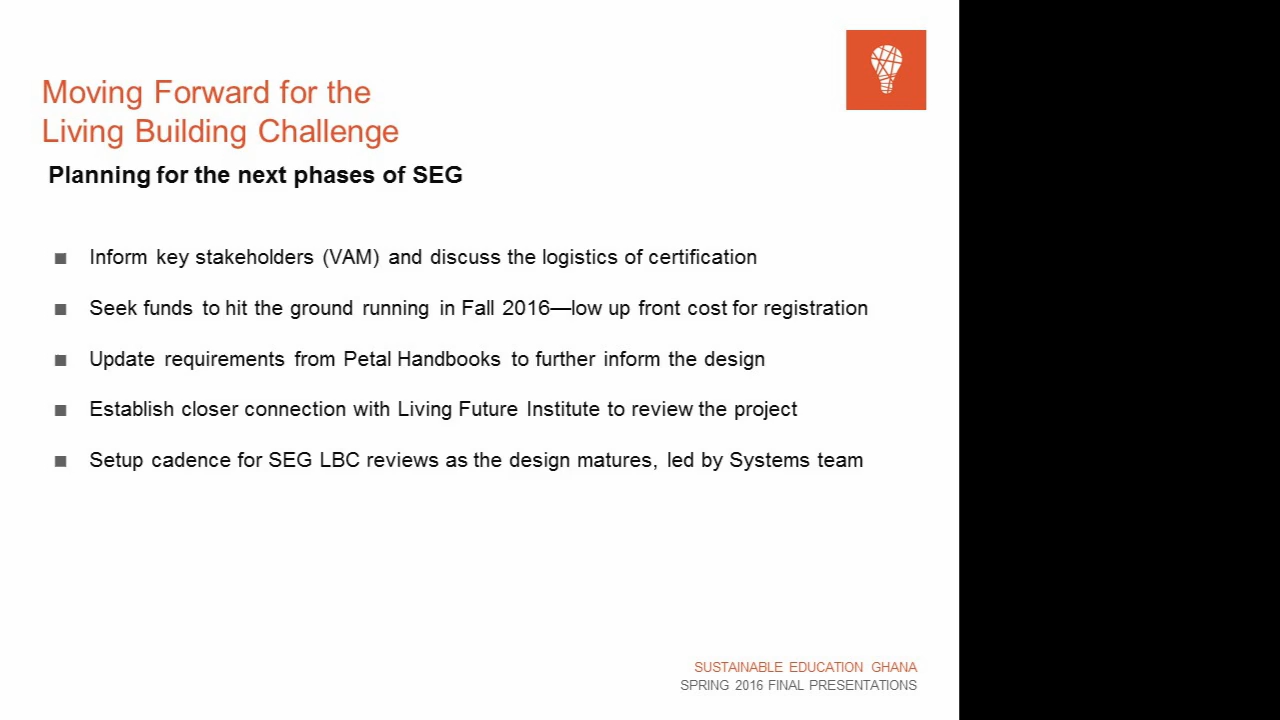 Moving Forward for the
Living Building Challenge
Planning for the next phases of SEG
Inform key stakeholders (VAM) and discuss the logistics of certification
Seek funds to hit the ground running in Fall 2016—low up front cost for registration
Update requirements from Petal Handbooks to further inform the design
Establish closer connection with Living Future Institute to review the project
Setup cadence for SEG LBC reviews as the design matures, led by Systems team
SUSTAINABLE EDUCATION GHANA
SPRING 2016 FINAL PRESENTATIONS